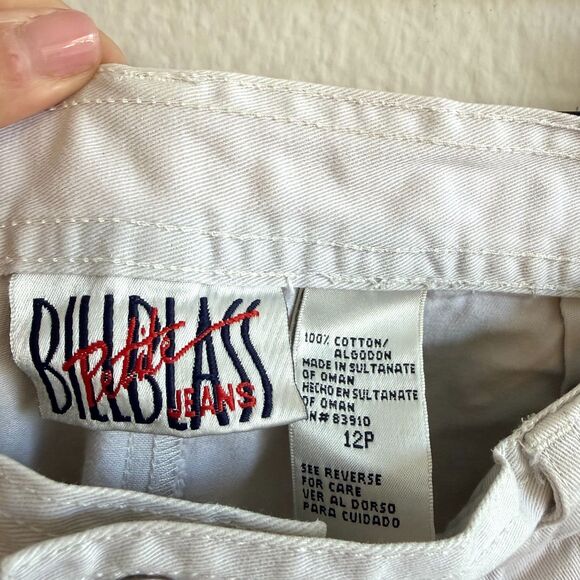 BILLBLASS
Petite
JEANS
100% COTTON/
ALGODON
MADE IN SULTANATE
OF OMAN
HECHO EN SULTANATE
OF OMAN
RN# 83910
12P
SEE REVERSE
FOR CARE
VER AL DORSO
PARA CUIDADO